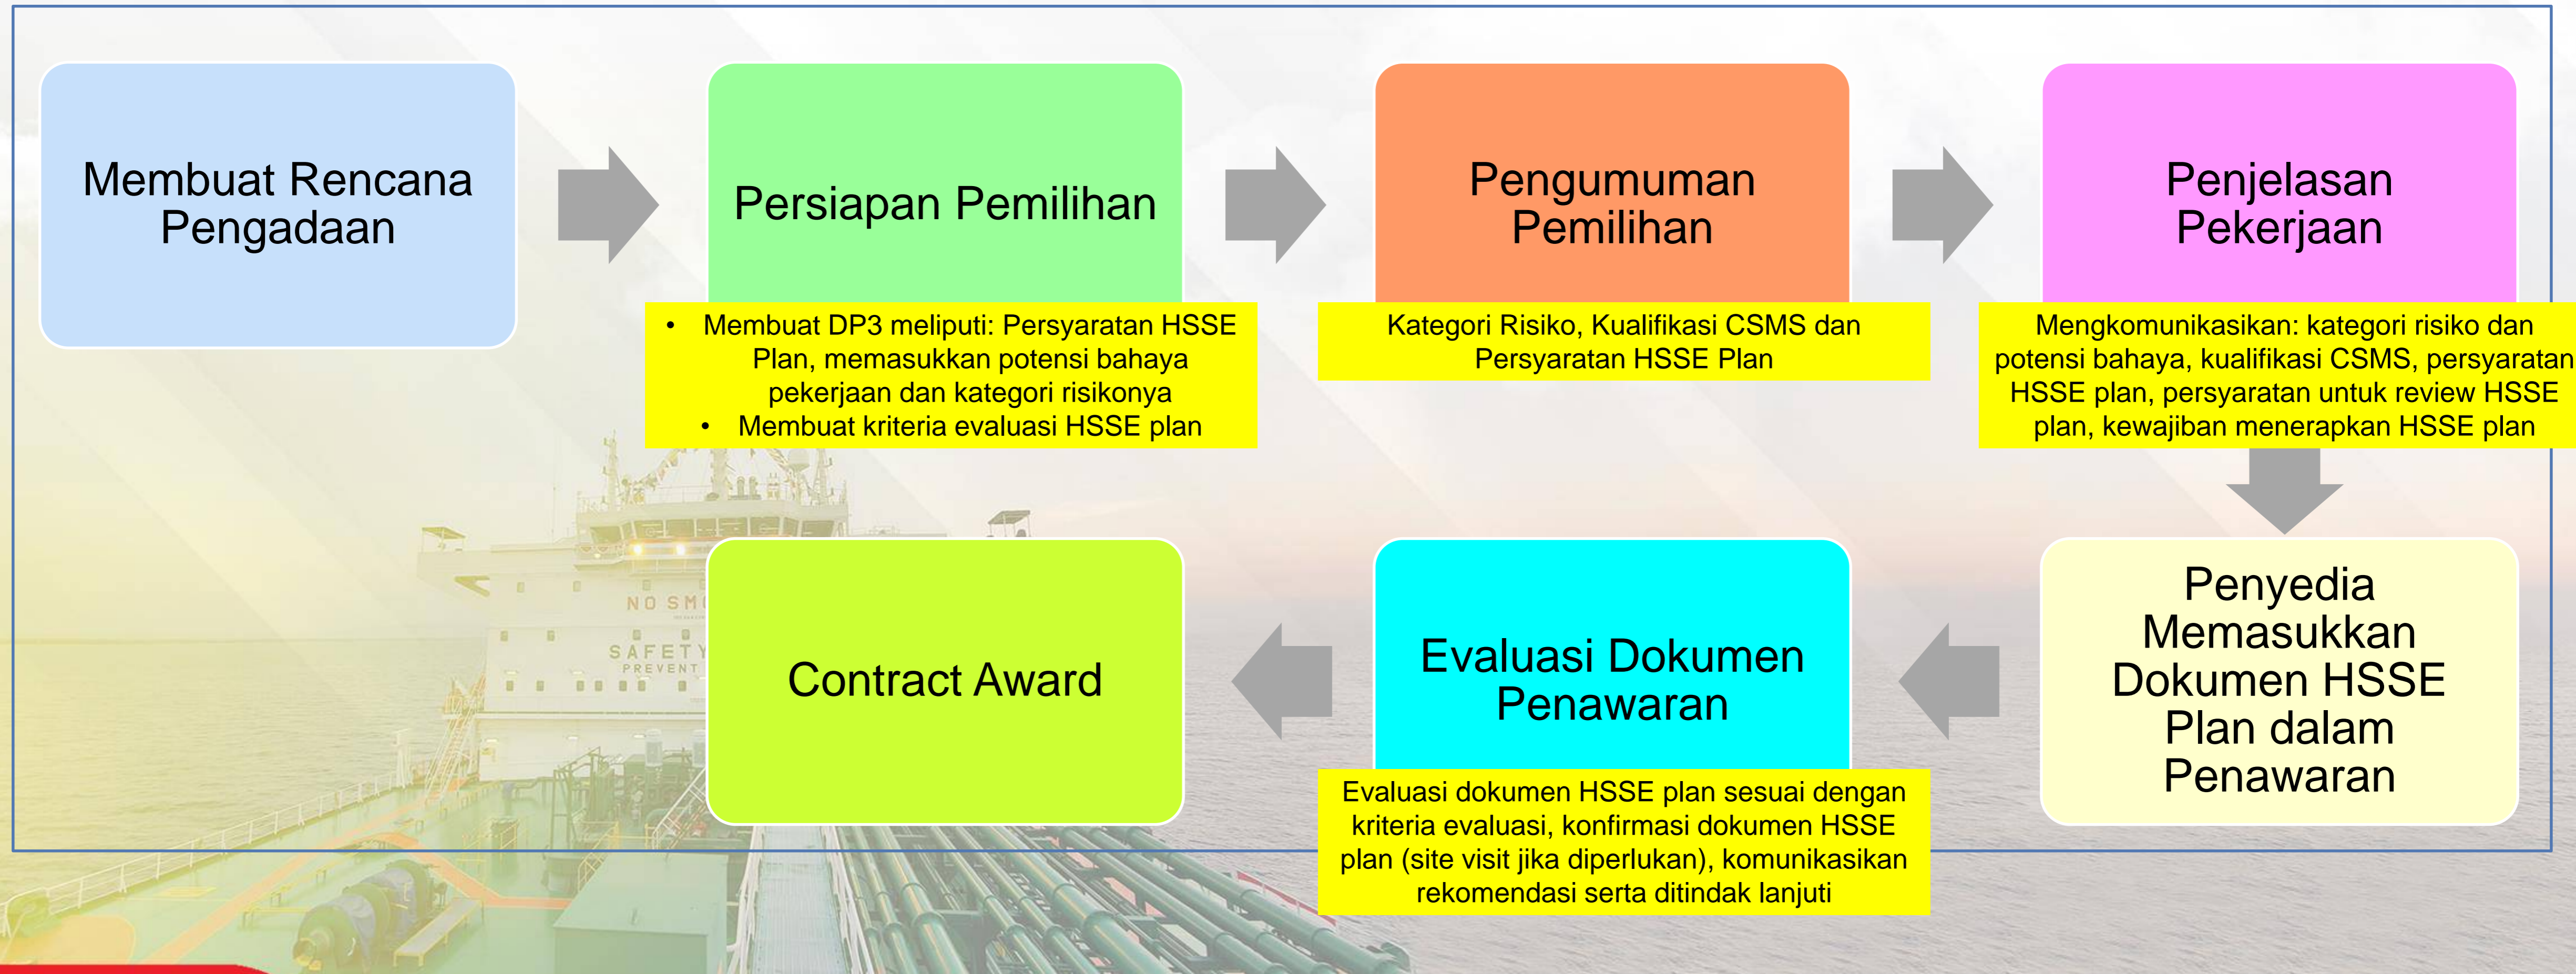 Membuat Rencana
Pengadaan
Persiapan Pemilihan
• Membuat DP3 meliputi: Persyaratan HSSE
Plan, memasukkan potensi bahaya
pekerjaan dan kategori risikonya
• Membuat kriteria evaluasi HSSE plan
Pengumuman
Pemilihan
Kategori Risiko, Kualifikasi CSMS dan
Persyaratan HSSE Plan
Penjelasan
Pekerjaan
Mengkomunikasikan: kategori risiko dan
potensi bahaya, kualifikasi CSMS, persyaratan
HSSE plan, persyaratan untuk review HSSE
plan, kewajiban menerapkan HSSE plan
Penyedia
Memasukkan
Dokumen HSSE
Plan dalam
Penawaran
Evaluasi Dokumen
Penawaran
Evaluasi dokumen HSSE plan sesuai dengan
kriteria evaluasi, konfirmasi dokumen HSSE
plan (site visit jika diperlukan), komunikasikan
rekomendasi serta ditindak lanjuti
Contract Award
NO SM
SAFETY
PREVENT